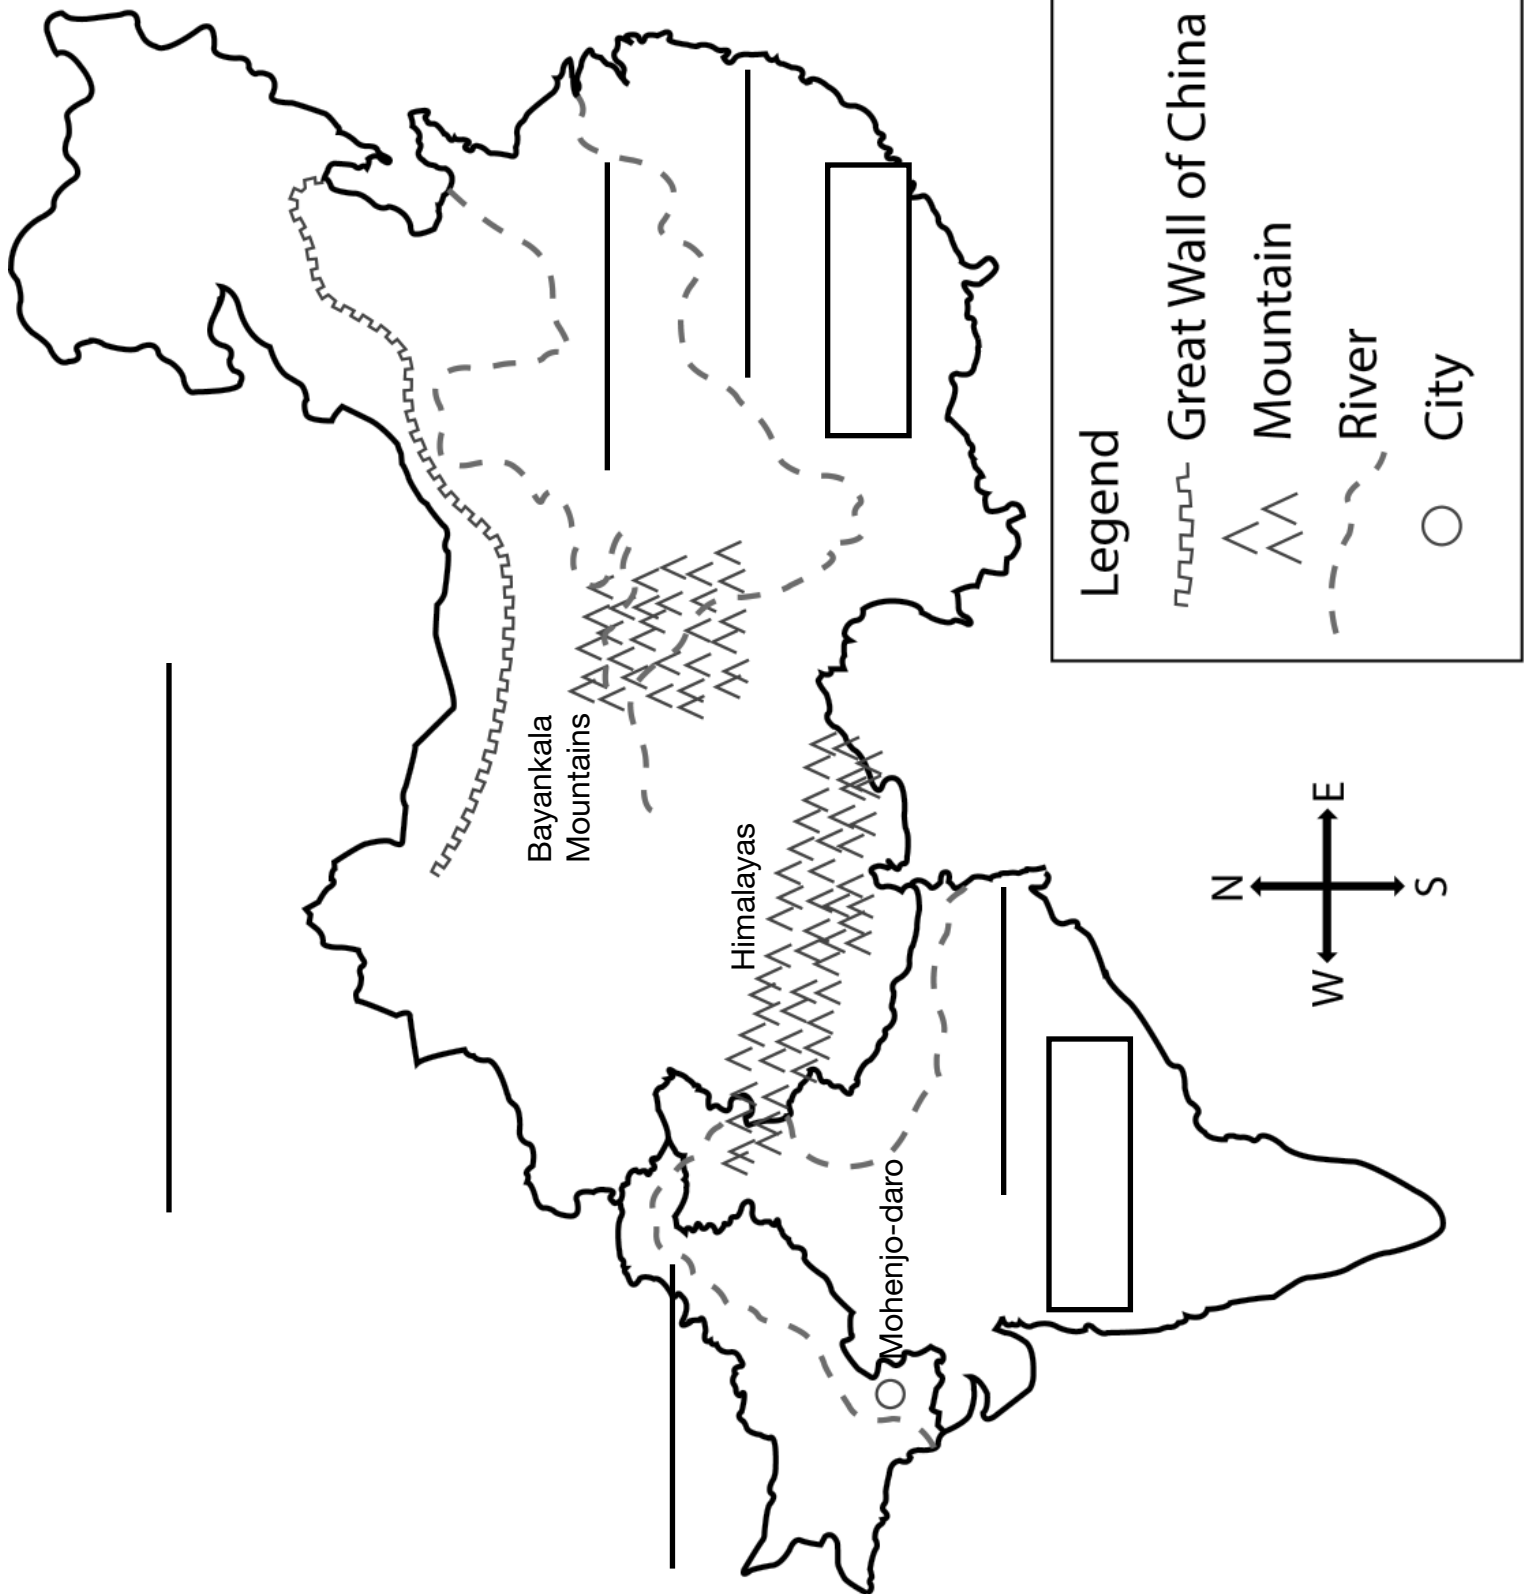 Bayankala
Mountains
Himalayas
Mohenjo-daro
N
W
E
S
Legend
Great Wall of China
Mountain
River
City